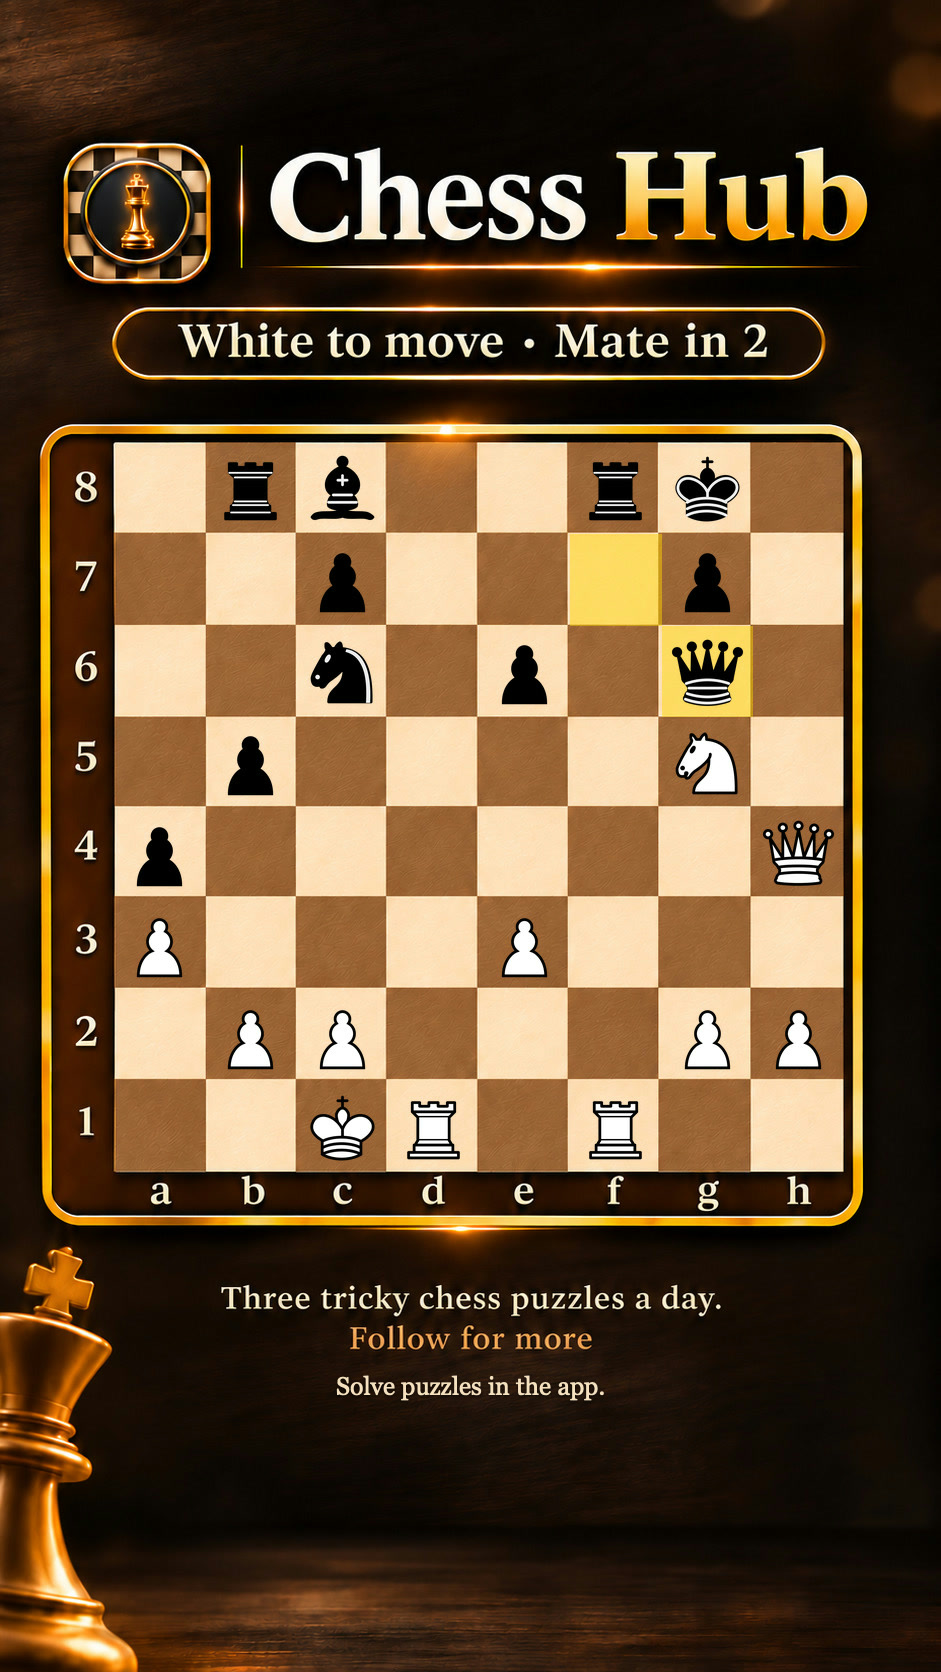 Chess Hub
White to move • Mate in 2
8
7
6
5
4
3
2
1
a b c d e f g h
Three tricky chess puzzles a day.
Follow for more
Solve puzzles in the app.